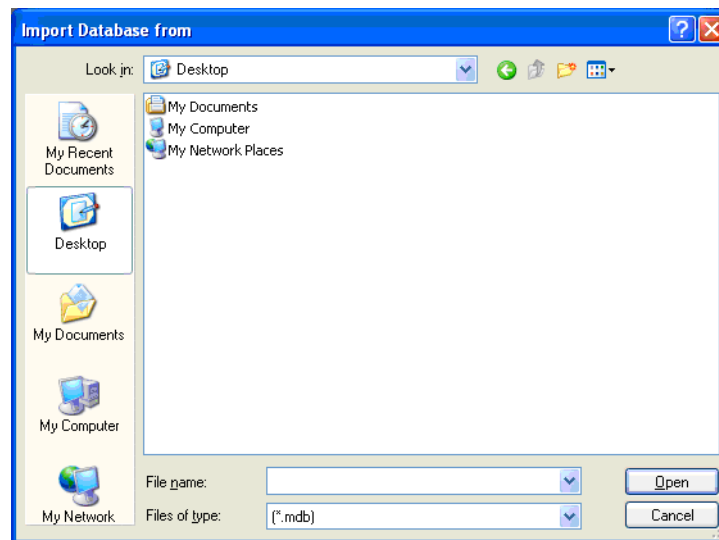 Import Database from
Look in:
Desktop
My Documents
My Computer
My Network Places
My Recent
Documents
Desktop
My Documents
My Computer
My Network
File name:
Open
Files of type:
(*.mdb)
Cancel